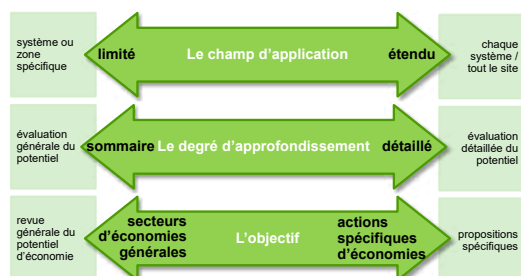 système ou
zone
spécifique
limité
Le champ d'application
étendu
chaque
système /
tout le site
évaluation
générale du
potentiel
sommaire
Le degré d'approfondissement
détaillé
évaluation
détaillée du
potentiel
revue
générale du
potentiel
d'économie
secteurs
d'économies
générales
L'objectif
actions
spécifiques
d'économies
propositions
spécifiques